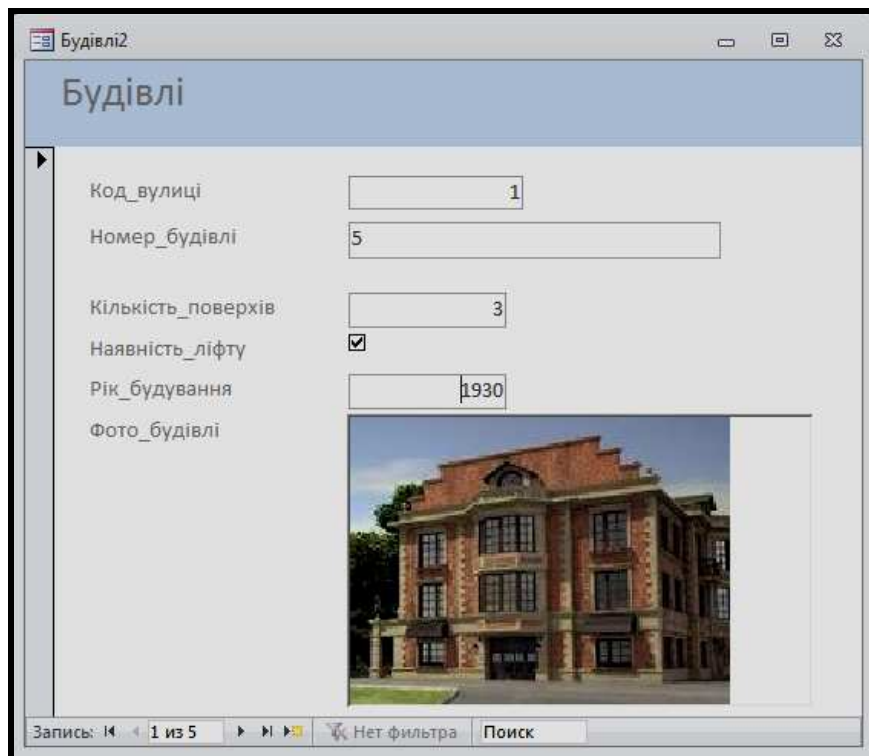 Будівлі2
Будівлі
Код_вулиці 1
Номер_будівлі 5
Кількість_поверхів 3
Наявність_ліфту
Рік_будування 1930
Фото_будівлі
Запись: 1 из 5 Нет фильтра Поиск